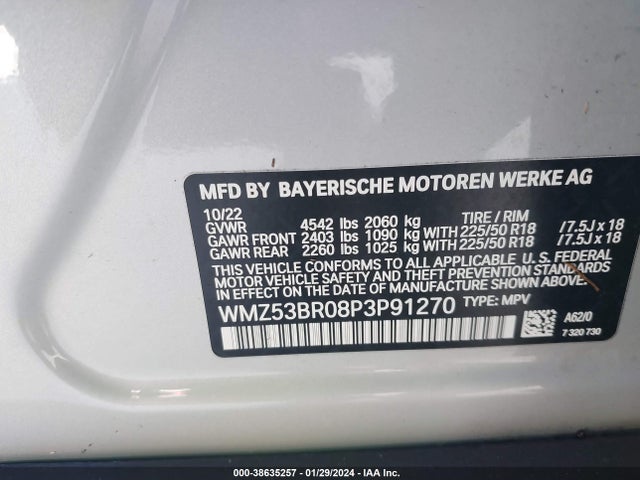 MFD BY BAYERISCHE MOTOREN WERKE AG
10/22 TIRE / RIM
GVWR 4542 lbs 2060 kg
GAWR FRONT 2403 lbs 1090 kg WITH 225/50 R18 /7.5J x 18
GAWR REAR 2260 lbs 1025 kg WITH 225/50 R18 /7.5J x 18
THIS VEHICLE CONFORMS TO ALL APPLICABLE U. S. FEDERAL
MOTOR VEHICLE SAFETY AND THEFT PREVENTION STANDARDS
IN EFFECT ON THE DATE OF MANUFACTURE SHOWN ABOVE.
WMZ53BR08P3P91270 TYPE: MPV
A62/0
7 320 730
© - 38635257 - 01/29/2024 - IAA Inc.